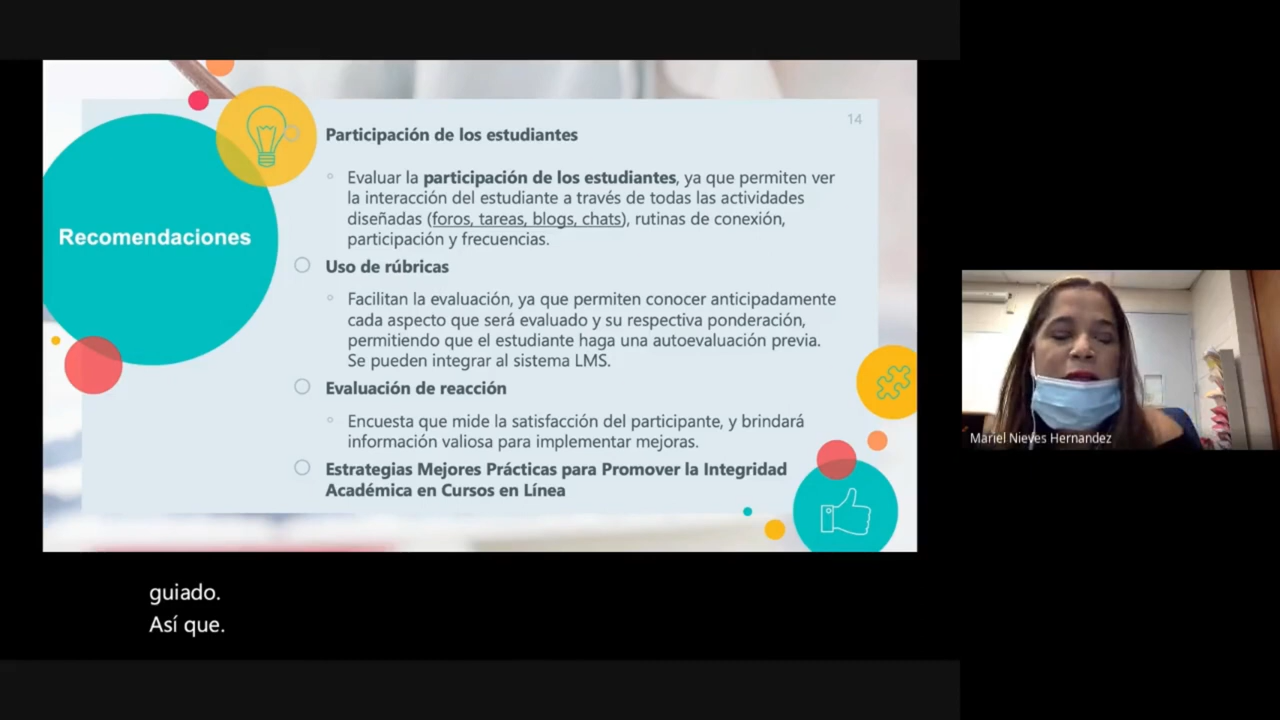 14
Recomendaciones
Participación de los estudiantes
Evaluar la participación de los estudiantes, ya que permiten ver
la interacción del estudiante a través de todas las actividades
diseñadas (foros, tareas, blogs, chats), rutinas de conexión,
participación y frecuencias.
Uso de rúbricas
Facilitan la evaluación, ya que permiten conocer anticipadamente
cada aspecto que será evaluado y su respectiva ponderación,
permitiendo que el estudiante haga una autoevaluación previa.
Se pueden integrar al sistema LMS.
Evaluación de reacción
Encuesta que mide la satisfacción del participante, y brindará
información valiosa para implementar mejoras.
Estrategias Mejores Prácticas para Promover la Integridad
Académica en Cursos en Línea
Mariel Nieves Hernandez
guiado.
Así que.